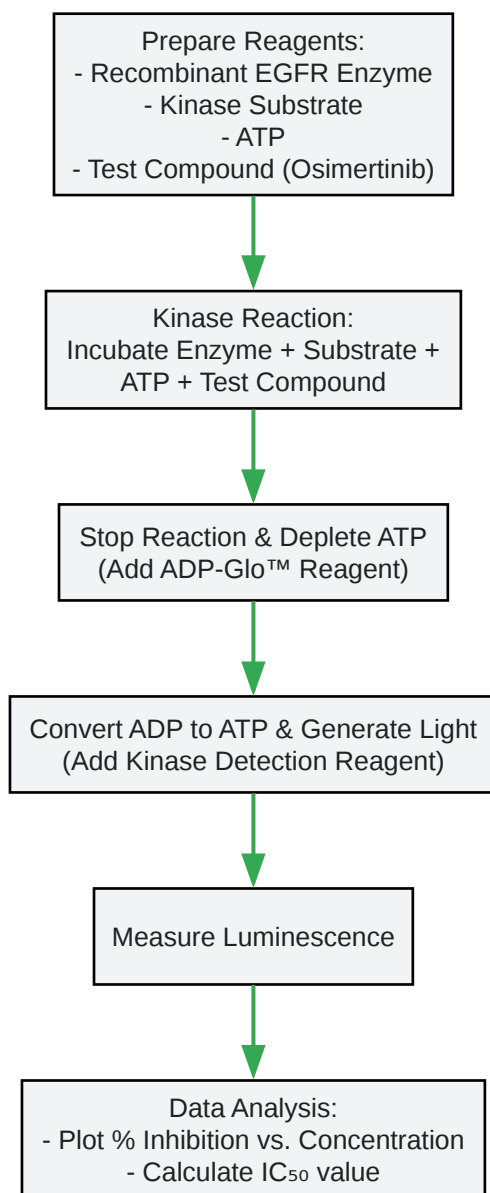 Prepare Reagents:
- Recombinant EGFR Enzyme
- Kinase Substrate
- ATP
- Test Compound (Osimertinib)
Kinase Reaction:
Incubate Enzyme + Substrate +
ATP + Test Compound
Stop Reaction & Deplete ATP
(Add ADP-Glo™ Reagent)
Convert ADP to ATP & Generate Light
(Add Kinase Detection Reagent)
Measure Luminescence
Data Analysis:
- Plot % Inhibition vs. Concentration
- Calculate IC₅₀ value